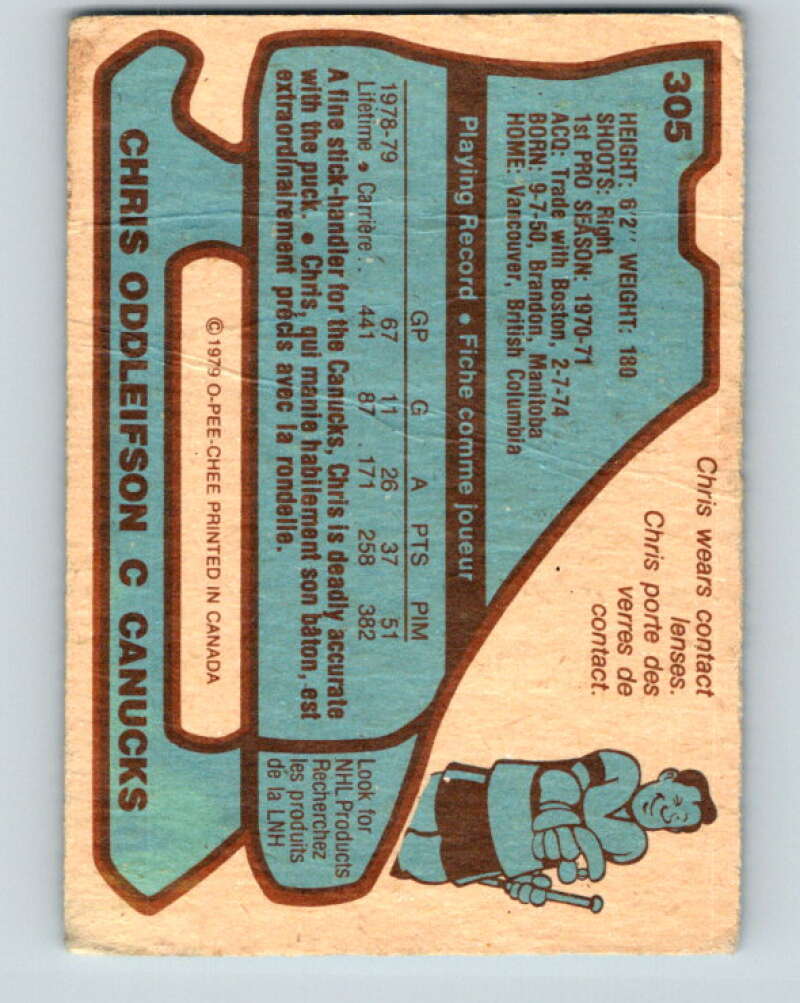 305
HEIGHT: 6'2" WEIGHT: 180
SHOOTS: Right
1st PRO SEASON: 1970-71
ACQ: Trade with Boston, 2-7-74
BORN: 9-7-50, Brandon, Manitoba
HOME: Vancouver, British Columbia
Chris wears contact
lenses.
Chris porte des
verres de
contact.
Playing Record • Fiche comme joueur
GP G A PTS PIM
1978-79 67 11 26 37 51
Lifetime • Carrière . 441 87 171 258 382
A fine stick-handler for the Canucks, Chris is deadly accurate
with the puck. • Chris, qui manie habilement son bâton, est
extraordinairement précis avec la rondelle.
Look for
NHL Products
Recherchez
les produits
de la LNH
©1979 O-PEE-CHEE PRINTED IN CANADA
CHRIS ODDLEIFSON C CANUCKS